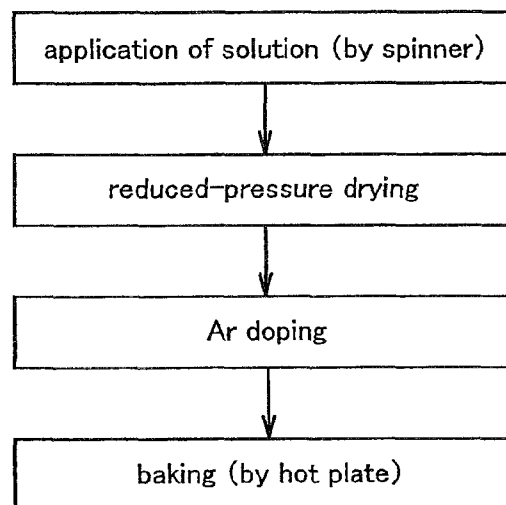 application of solution (by spinner)
reduced-pressure drying
Ar doping
baking (by hot plate)